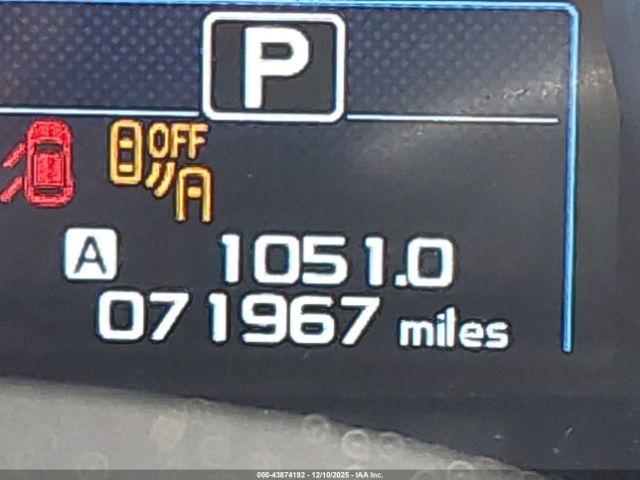 P
OFF
A 1051.0
071967 miles
000-43874192 - 12/10/2025 - IAA Inc.